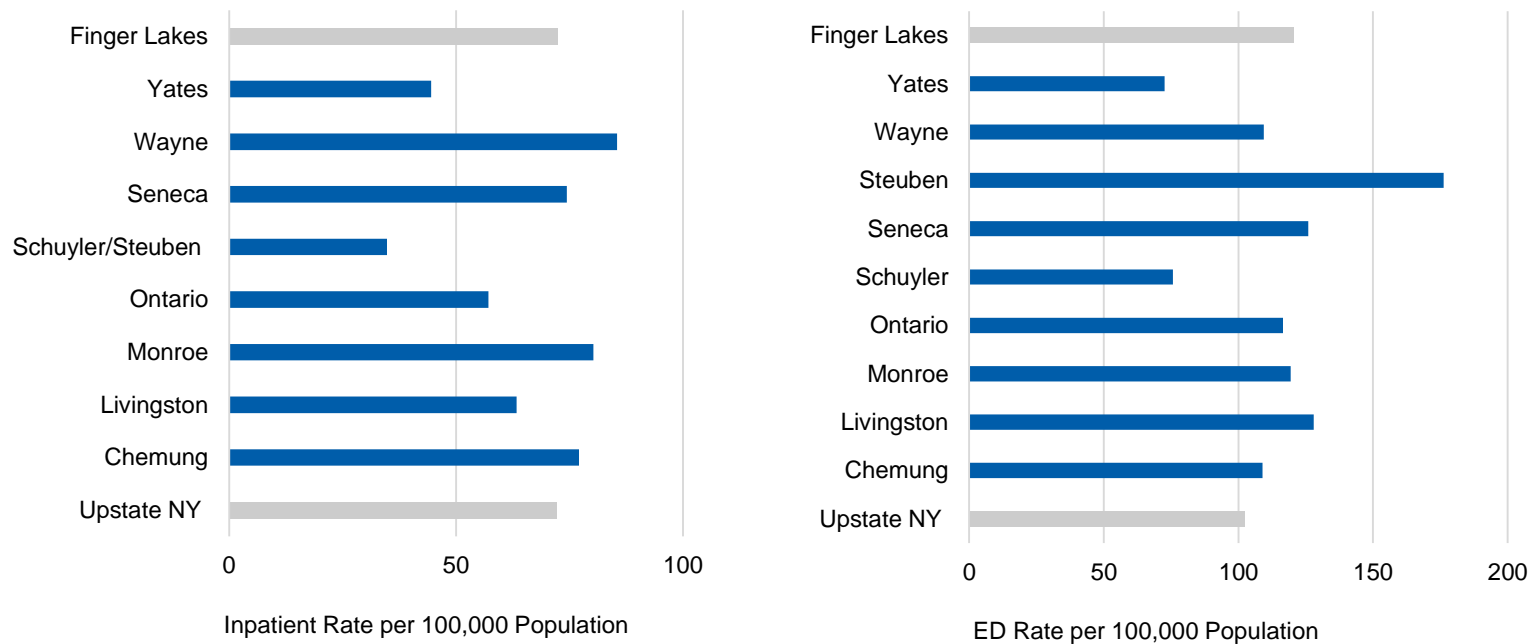 Finger Lakes
Yates
Wayne
Seneca
Schuyler/Steuben
Ontario
Monroe
Livingston
Chemung
Upstate NY
0 50 100
Inpatient Rate per 100,000 Population
Finger Lakes
Yates
Wayne
Steuben
Seneca
Schuyler
Ontario
Monroe
Livingston
Chemung
Upstate NY
0 50 100 150 200
ED Rate per 100,000 Population